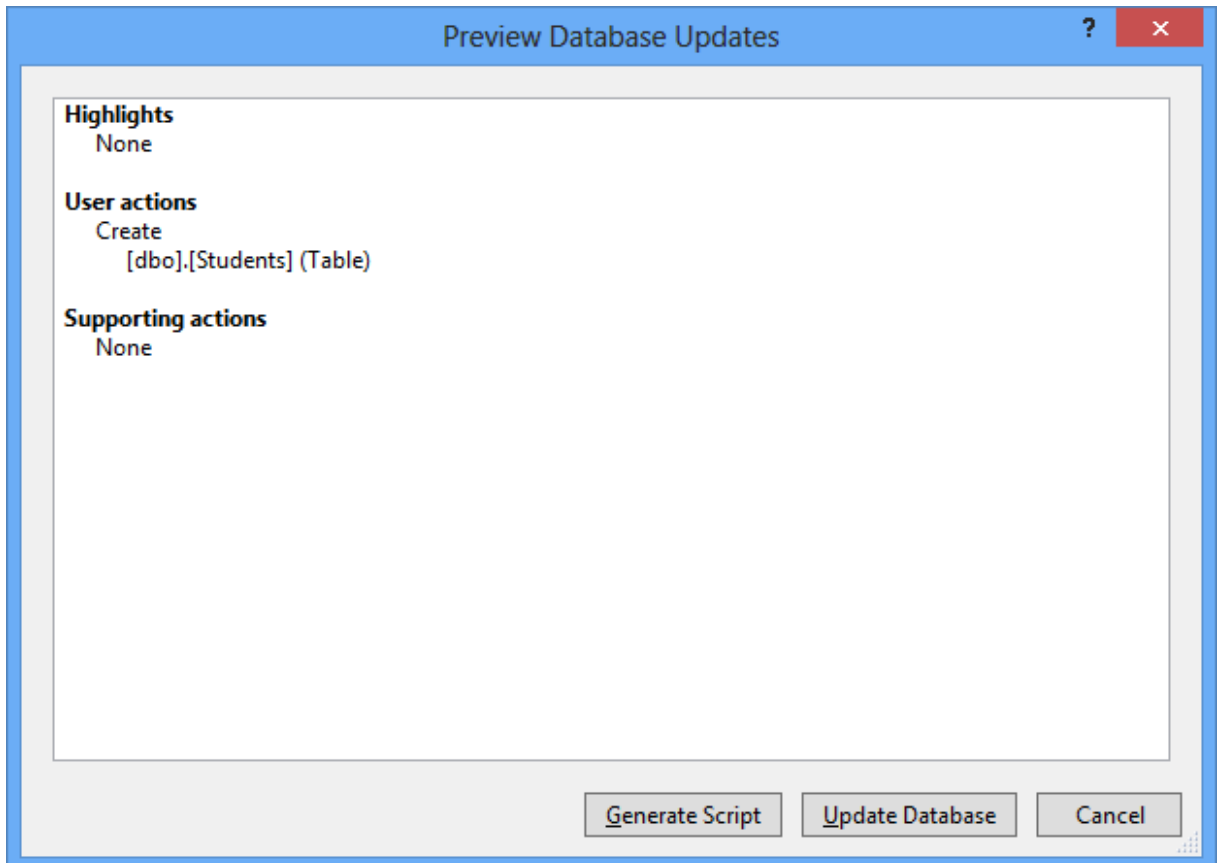 Preview Database Updates
?
Highlights
None
User actions
Create
[dbo].[Students] (Table)
Supporting actions
None
Generate Script
Update Database
Cancel